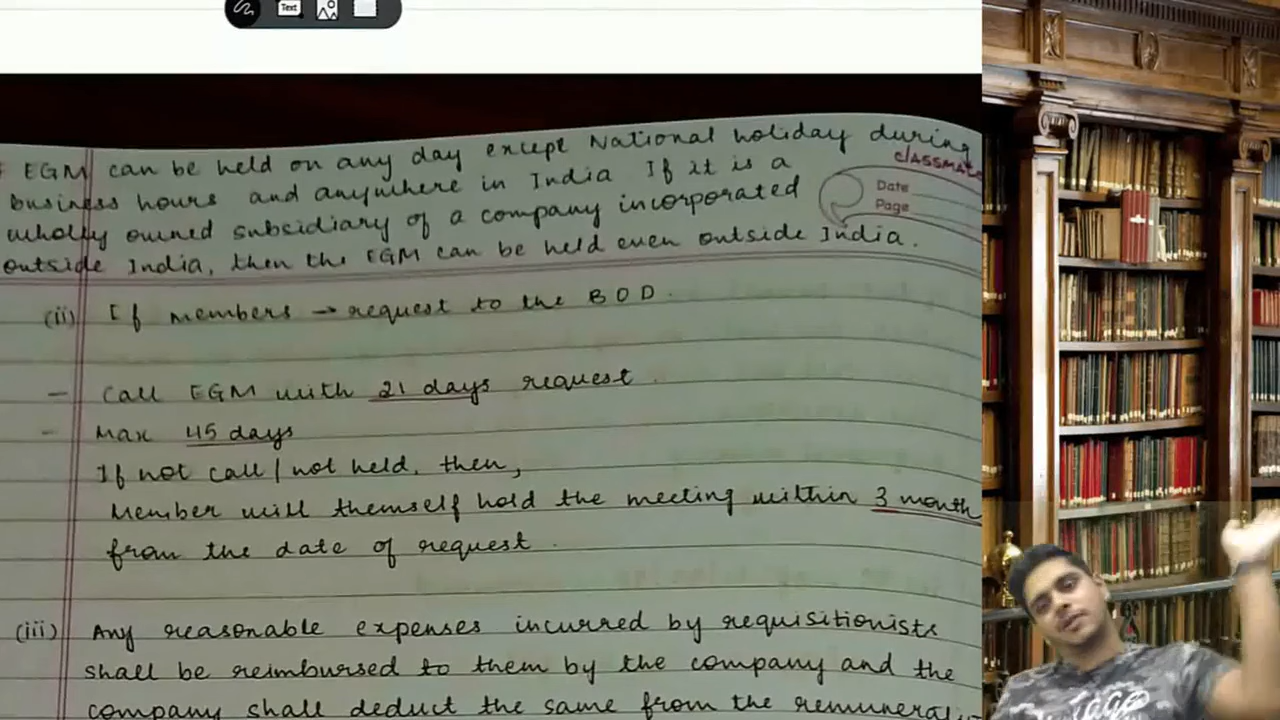 Text
EGM can be held on any day except National holiday during
classmate
Date
Page
business hours and anywhere in India If it is a
wholly owned subsidiary of a company incorporated
outside India, then the EGM can be held even outside India.
(ii) If members → request to the BOD.
- Call EGM with 21 days request.
- Max 45 days
If not call / not held, then,
Member will themself hold the meeting within 3 month
from the date of request.
(iii) Any reasonable expenses incurred by requisitionists
shall be reimbursed to them by the company and the
company shall deduct the same from the